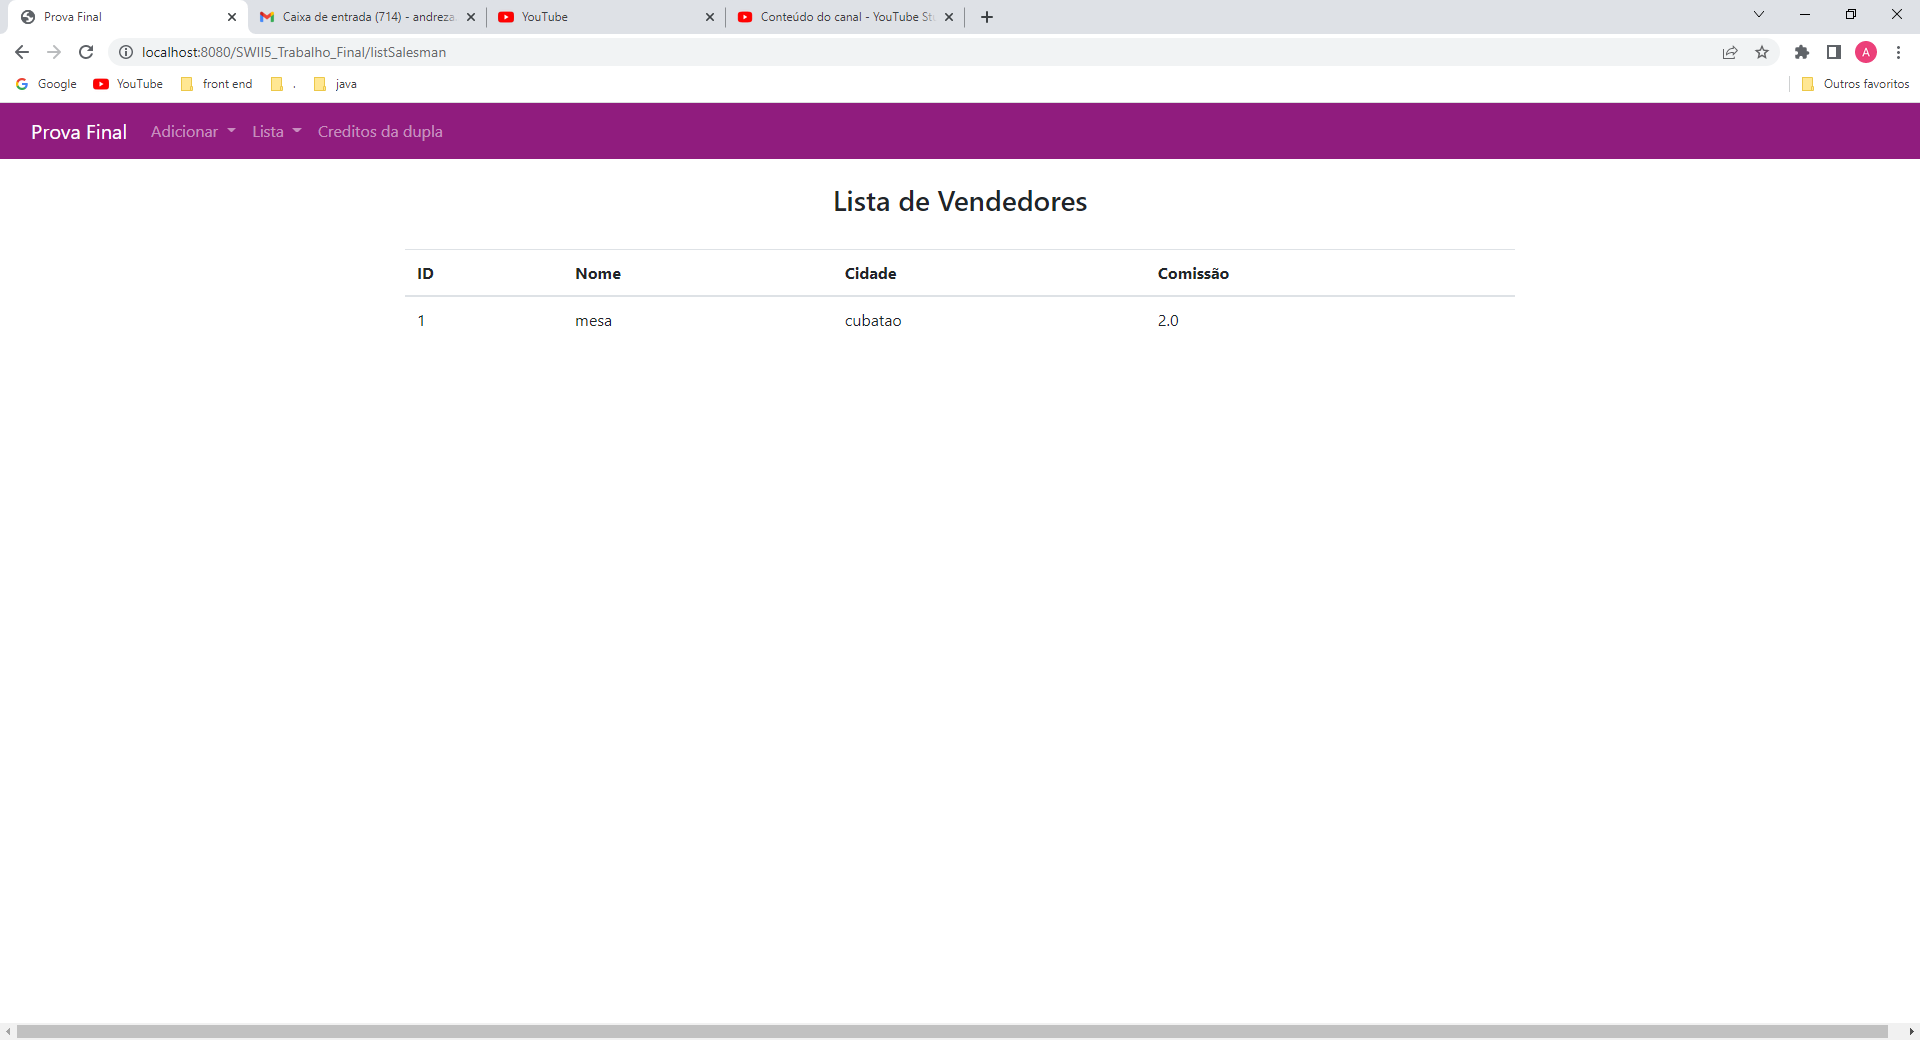 Prova Final
Caixa de entrada (714) - andreza
YouTube
Conteúdo do canal - YouTube St
localhost:8080/SWII5_Trabalho_Final/listSalesman
A
Google
YouTube
front end
.
java
Outros favoritos
Prova Final
Adicionar
Lista
Creditos da dupla
Lista de Vendedores
ID Nome Cidade Comissão
1 mesa cubatao 2.0